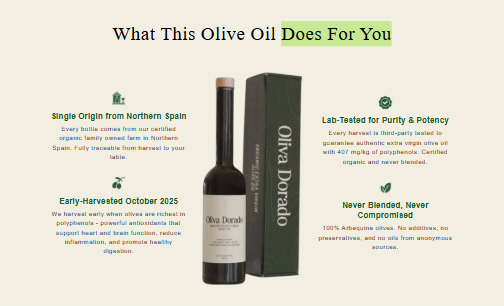 What This Olive Oil Does For You
Single Origin from Northern Spain
Every bottle comes from our certified
organic family owned farm in Northern
Spain. Fully traceable from harvest to your
table.
Early-Harvested October 2025
We harvest early when olives are richest in
polyphenols - powerful antioxidants that
support heart and brain function, reduce
inflammation, and promote healthy
digestion.
Oliva Dorado
Oliva Dorado
Lab-Tested for Purity & Potency
Every harvest is third-party tested to
guarantee authentic extra virgin olive oil
with 407 mg/kg of polyphenols. Certified
organic and never blended.
Never Blended, Never
Compromised
100% Arbequina olives. No additives, no
preservatives, and no oils from anonymous
sources.